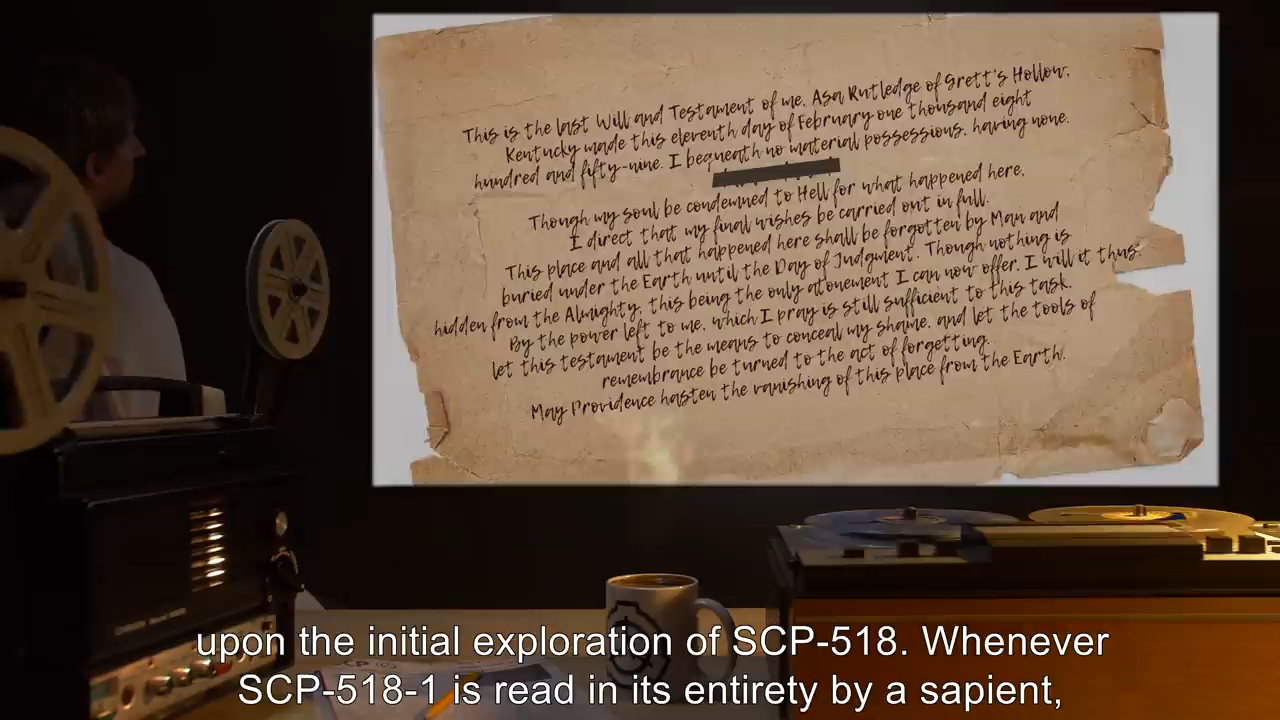 This is the last Will and Testament of me, Asa Rutledge of Grett's Hollow,
Kentucky made this eleventh day of February one thousand eight
hundred and fifty-nine. I bequeath no material possessions, having none.
Though my soul be condemned to Hell for what happened here,
I direct that my final wishes be carried out in full.
This place and all that happened here shall be forgotten by Man and
buried under the Earth until the Day of Judgment. Though nothing is
hidden from the Almighty, this being the only atonement I can now offer, I will it thus.
By the power left to me, which I pray is still sufficient to this task,
let this testament be the means to conceal my shame, and let the tools of
remembrance be turned to the act of forgetting.
May Providence hasten the vanishing of this place from the Earth.
upon the initial exploration of SCP-518. Whenever
SCP-518-1 is read in its entirety by a sapient,